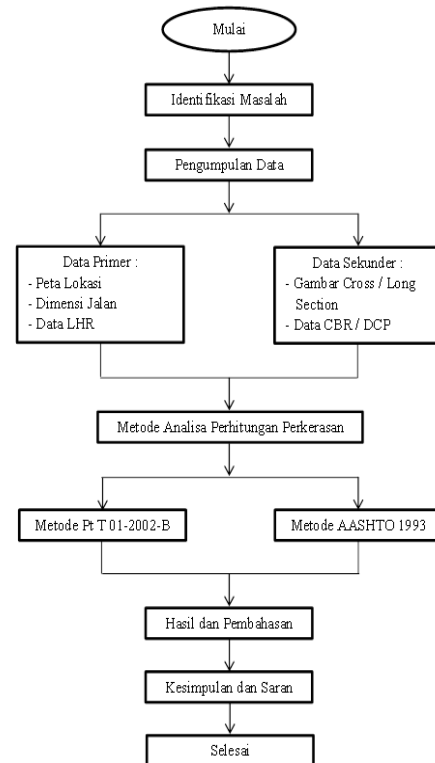 Mulai
Identifikasi Masalah
Pengumpulan Data
Data Primer :
- Peta Lokasi
- Dimensi Jalan
- Data LHR
Data Sekunder :
- Gambar Cross / Long
Section
- Data CBR / DCP
Metode Analisa Perhitungan Perkerasan
Metode Pt T 01-2002-B
Metode AASHTO 1993
Hasil dan Pembahasan
Kesimpulan dan Saran
Selesai